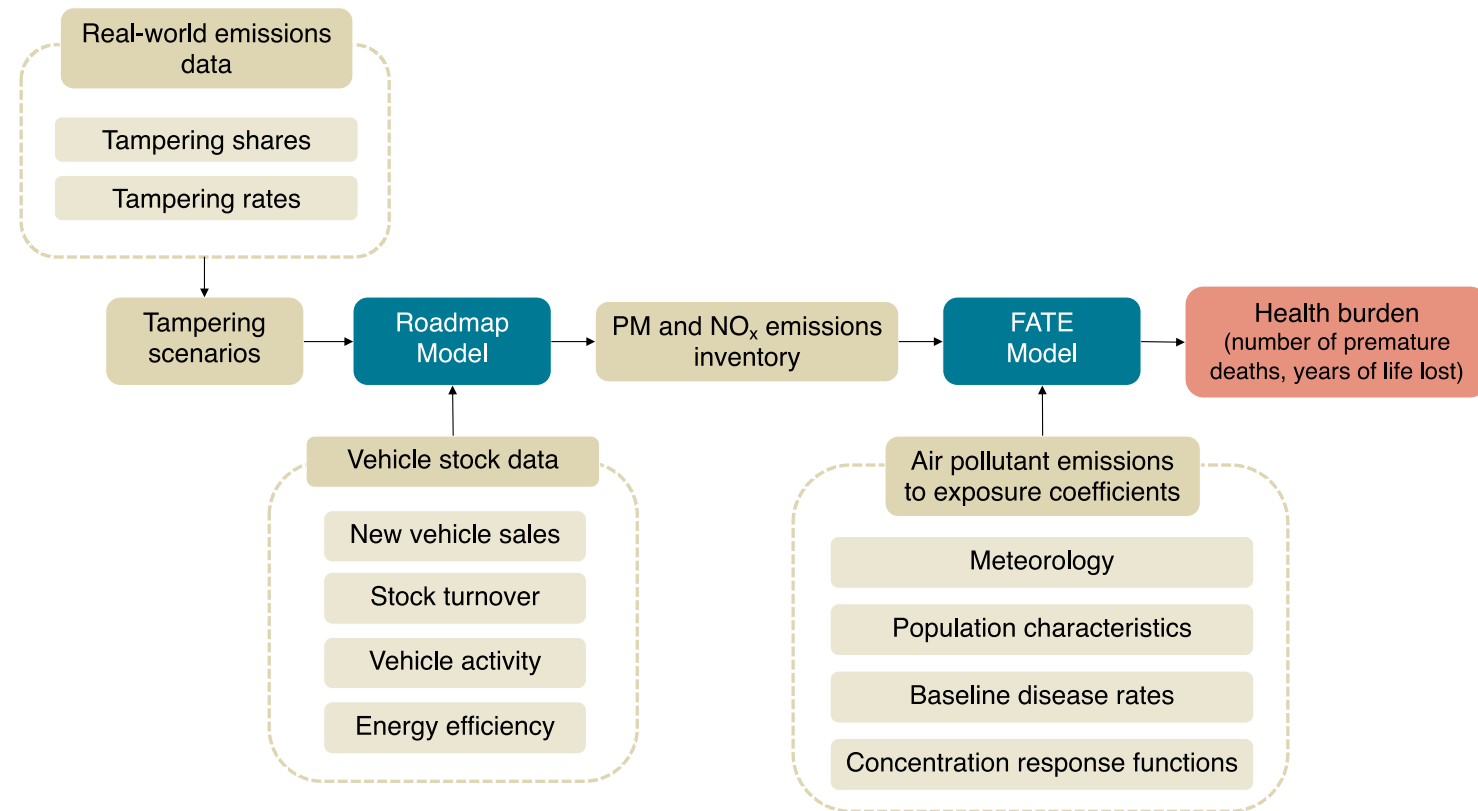 Real-world emissions
data
Tampering shares
Tampering rates
Tampering
scenarios
Roadmap
Model
PM and NOₓ emissions
inventory
FATE
Model
Health burden
(number of premature
deaths, years of life lost)
Vehicle stock data
New vehicle sales
Stock turnover
Vehicle activity
Energy efficiency
Air pollutant emissions
to exposure coefficients
Meteorology
Population characteristics
Baseline disease rates
Concentration response functions